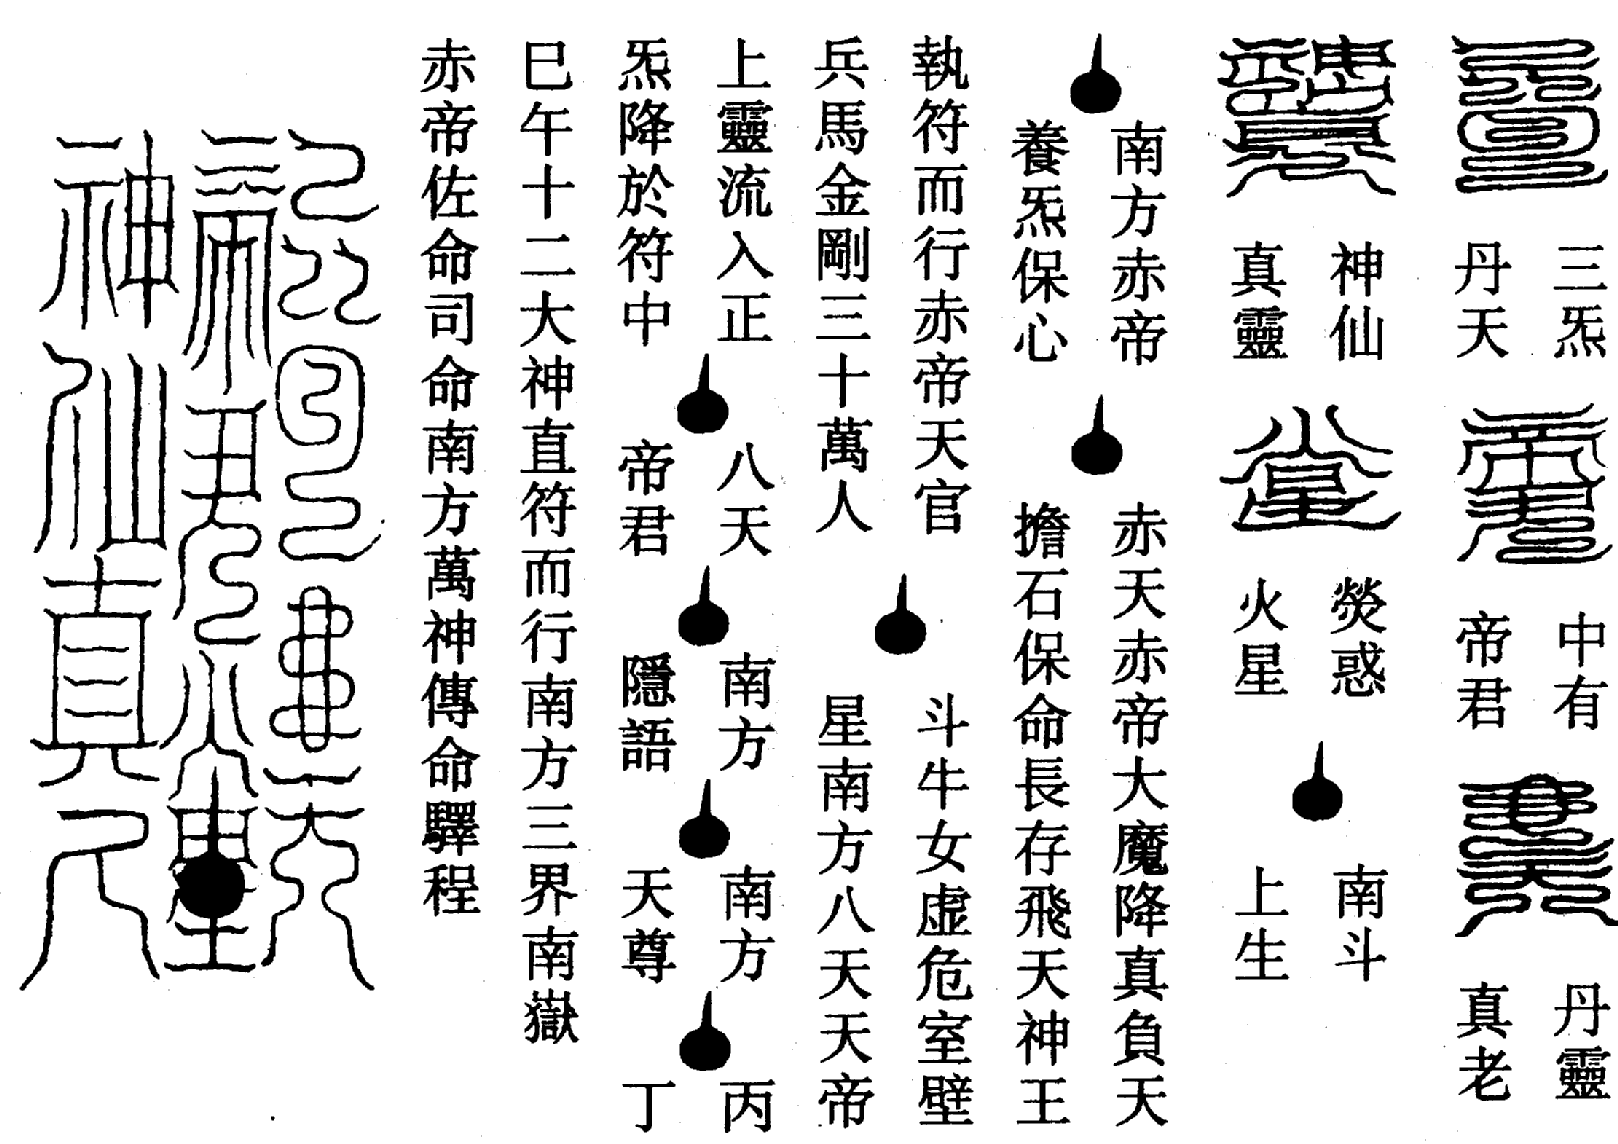 三炁
丹天
中有
帝君
丹靈
真老
神仙
真靈
熒惑
火星
南斗
上生
南方赤帝
養炁保心
赤天赤帝大魔降真負天
擔石保命長存飛天神王
執符而行赤帝天官
兵馬金剛三十萬人
斗牛女虚危室壁
星南方八天天帝
上靈流入正
炁降於符中
八天
帝君
南方
隱語
南方
天尊
丙
丁
巳午十二大神直符而行南方三界南嶽
赤帝佐命司命南方萬神傳命驛程